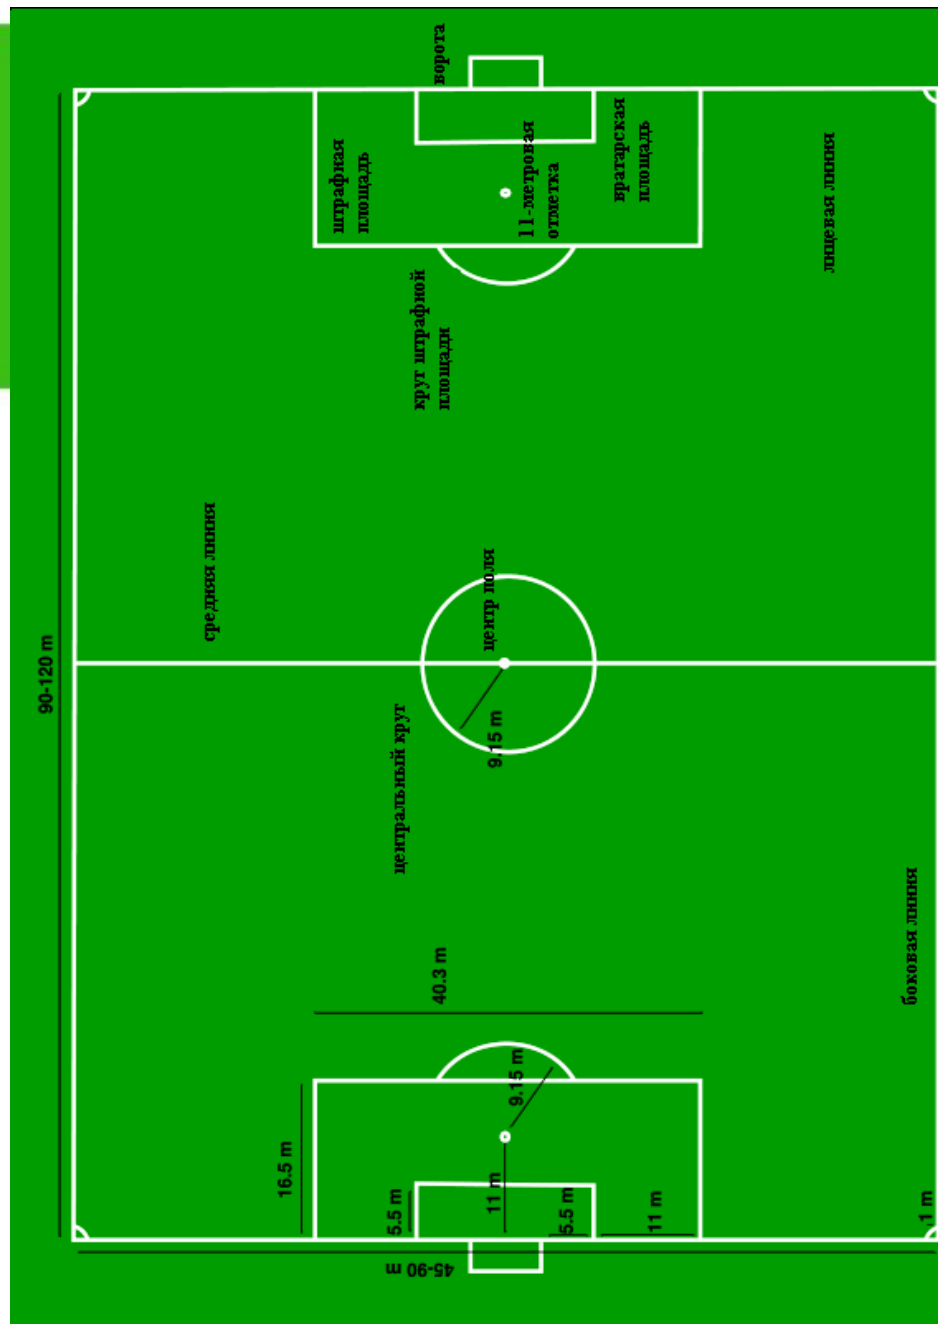 ворота
штрафная
площадь
11-метровая
отметка
вратарская
площадь
лицевая линия
круг штрафной
площади
средняя линия
центр поля
90-120 m
9.15 m
центральный круг
боковая линия
40.3 m
9.15 m
16.5 m
5.5 m
11 m
5.5 m
11 m
1 m
45-90 m